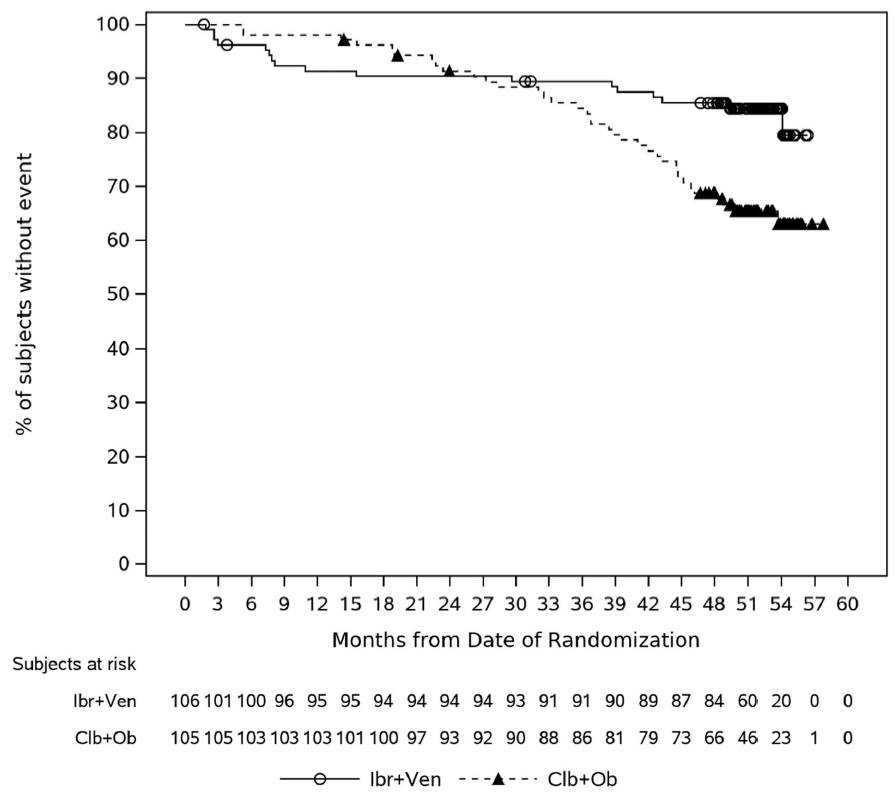 % of subjects without event
100
90
80
70
60
50
40
30
20
10
0
0 3 6 9 12 15 18 21 24 27 30 33 36 39 42 45 48 51 54 57 60
Months from Date of Randomization
Subjects at risk
Ibr+Ven 106 101 100 96 95 95 94 94 94 94 93 91 91 90 89 87 84 60 20 0 0
Clb+Ob 105 105 103 103 103 101 100 97 93 92 90 88 86 81 79 73 66 46 23 1 0
Ibr+Ven Clb+Ob